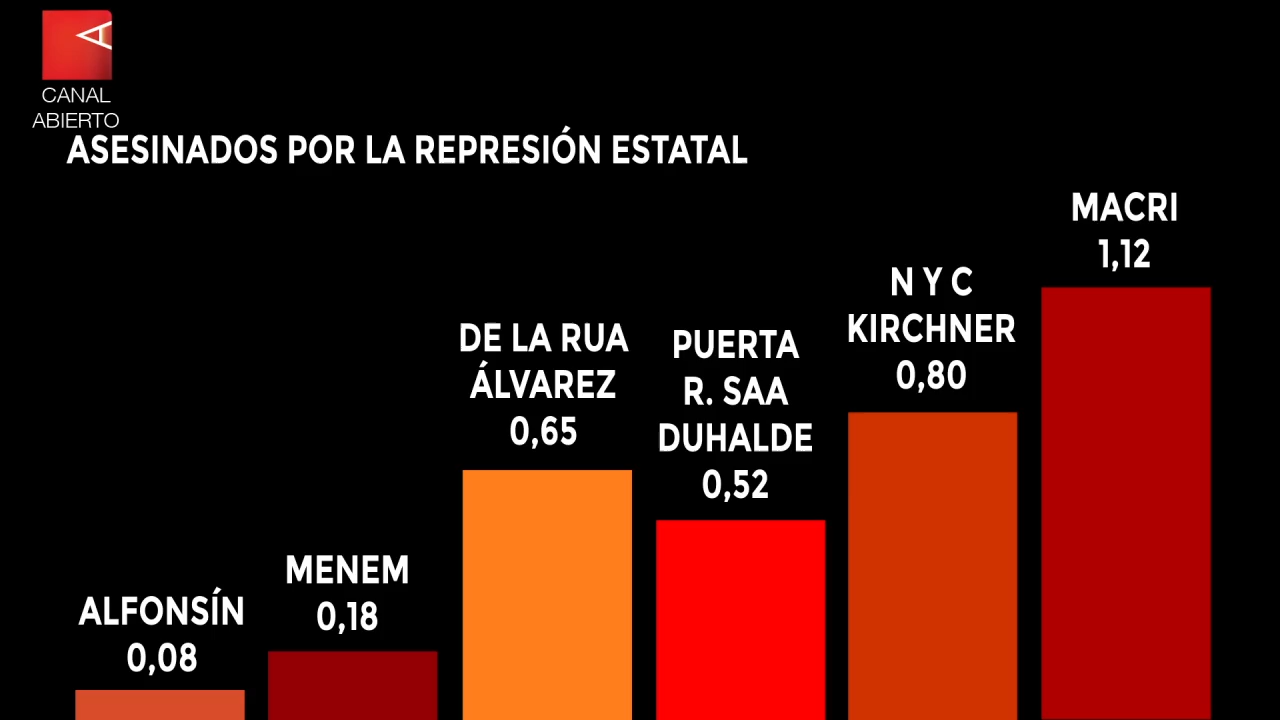 CANAL
ABIERTO
ASESINADOS POR LA REPRESIÓN ESTATAL
ALFONSÍN
0,08
MENEM
0,18
DE LA RUA
ÁLVAREZ
0,65
PUERTA
R. SAA
DUHALDE
0,52
N Y C
KIRCHNER
0,80
MACRI
1,12